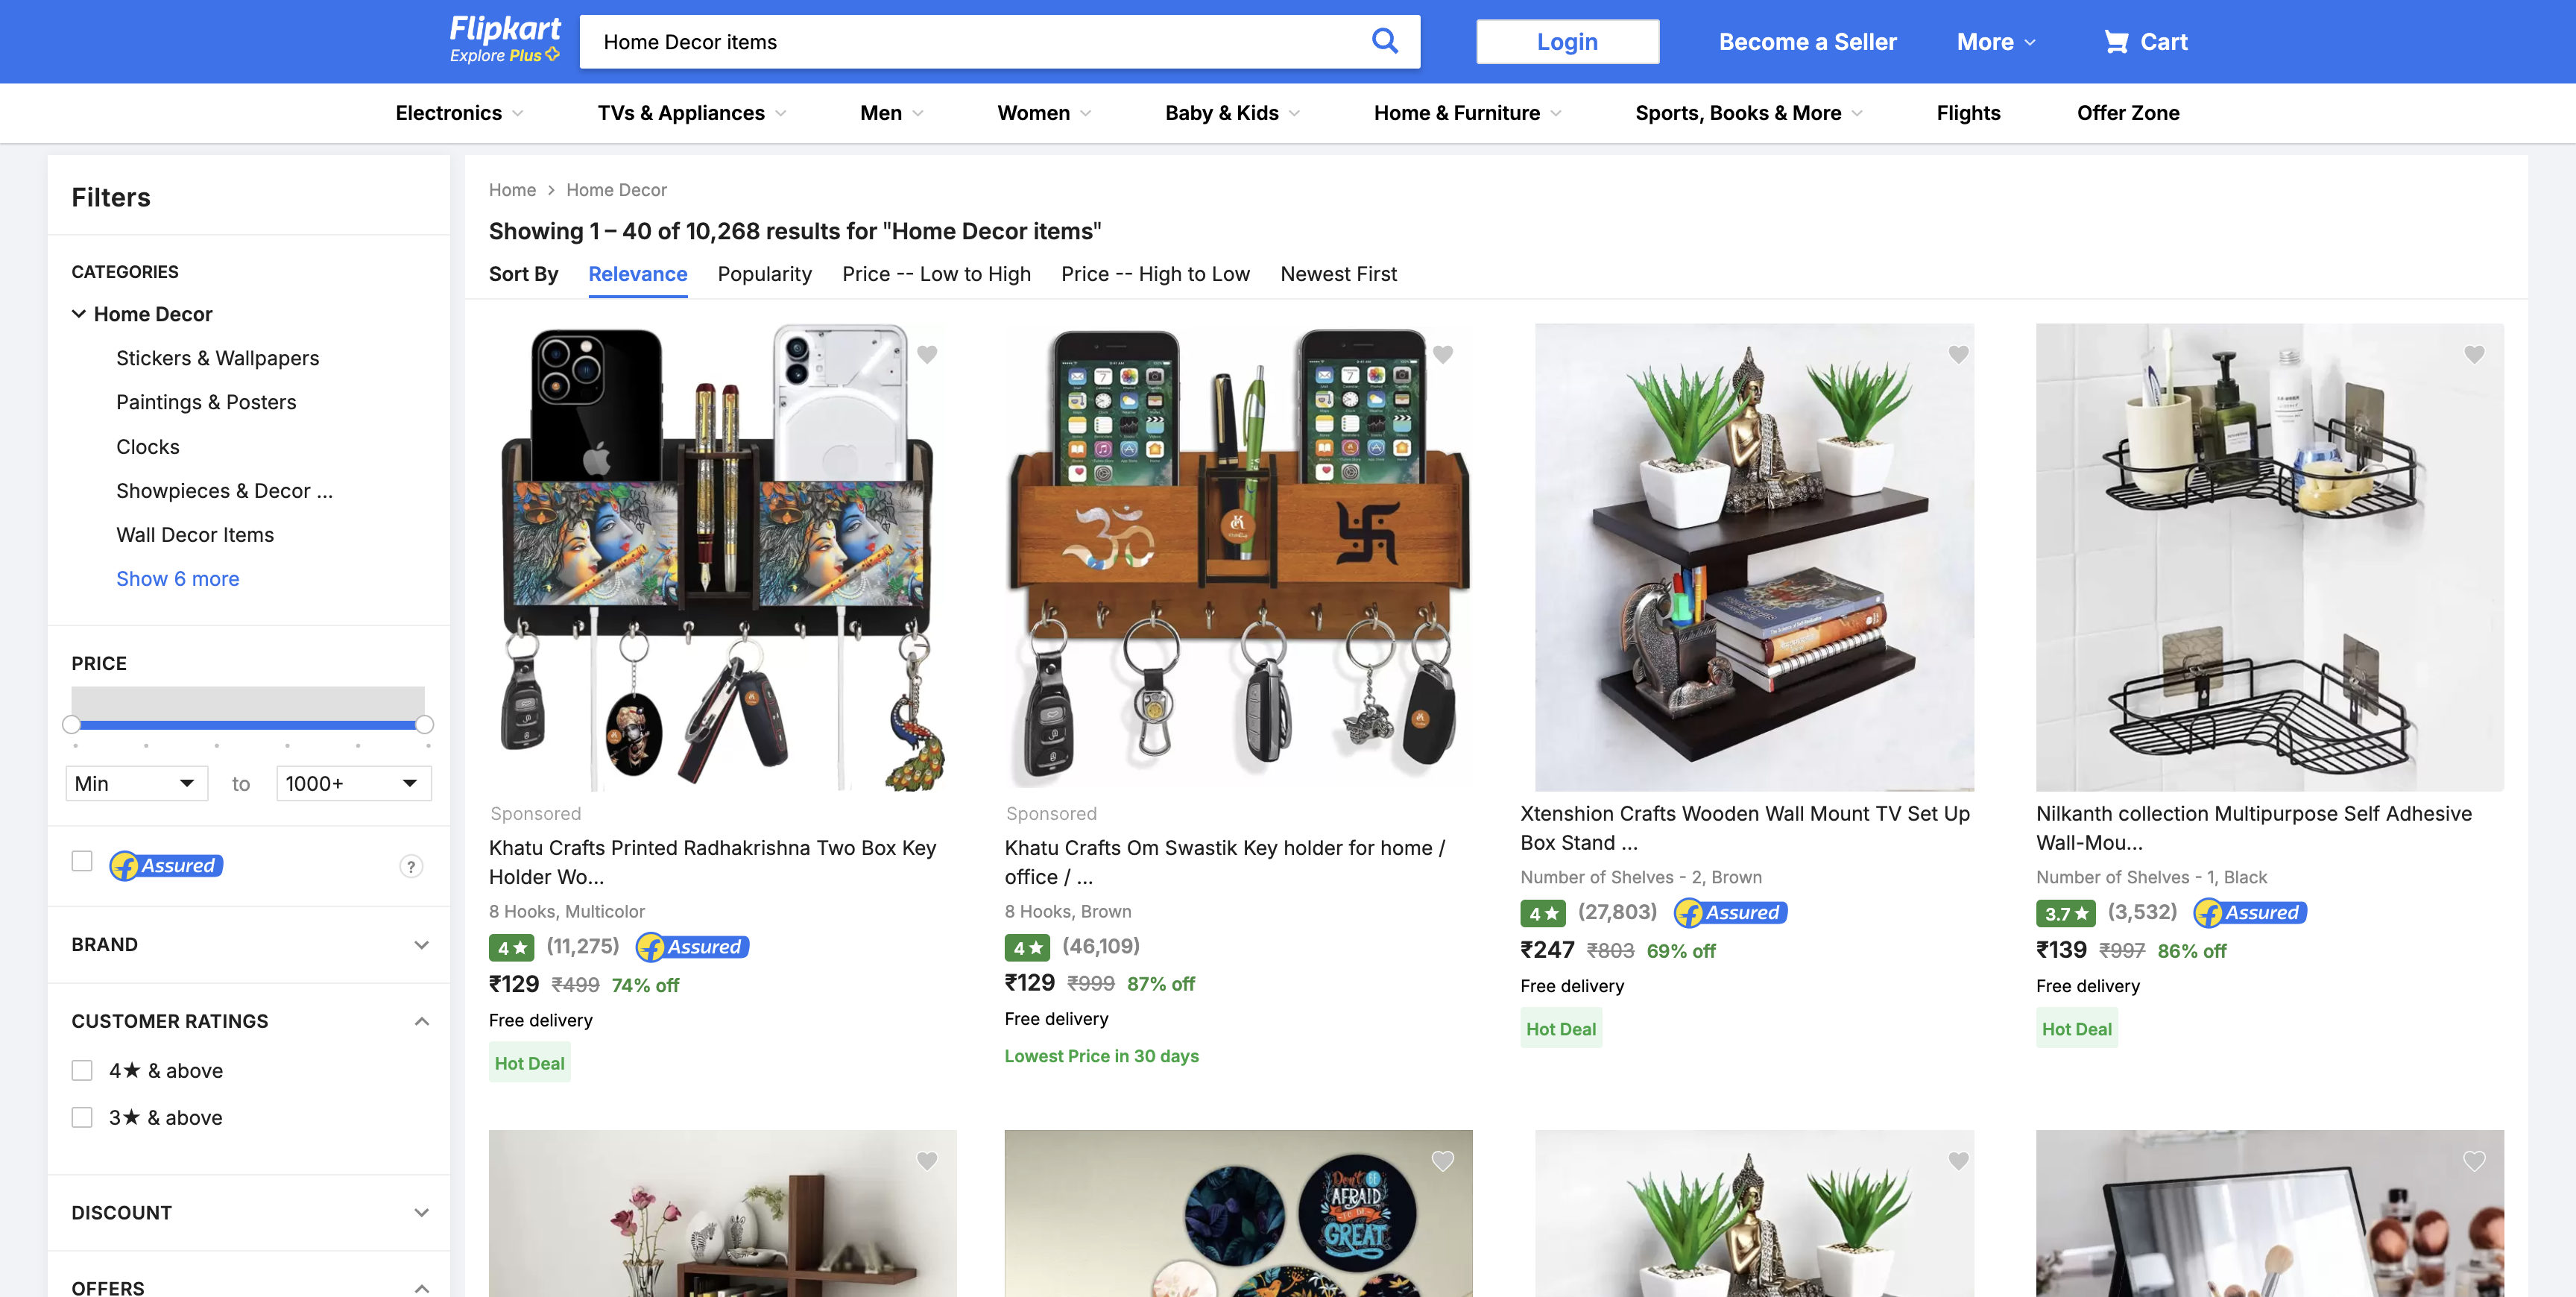 Flipkart
Explore Plus
Home Decor items
Login
Become a Seller
More
Cart
Electronics
TVs & Appliances
Men
Women
Baby & Kids
Home & Furniture
Sports, Books & More
Flights
Offer Zone
Filters
CATEGORIES
Home Decor
Stickers & Wallpapers
Paintings & Posters
Clocks
Showpieces & Decor ...
Wall Decor Items
Show 6 more
PRICE
Min
to
1000+
Assured
?
BRAND
CUSTOMER RATINGS
4★ & above
3★ & above
DISCOUNT
OFFERS
Home > Home Decor
Showing 1 – 40 of 10,268 results for "Home Decor items"
Sort By
Relevance
Popularity
Price -- Low to High
Price -- High to Low
Newest First
Sponsored
Khatu Crafts Printed Radhakrishna Two Box Key
Holder Wo...
8 Hooks, Multicolor
4★ (11,275) Assured
₹129 ₹499 74% off
Free delivery
Hot Deal
ॐ
Sponsored
Khatu Crafts Om Swastik Key holder for home /
office / ...
8 Hooks, Brown
4★ (46,109)
₹129 ₹999 87% off
Free delivery
Lowest Price in 30 days
Xtenshion Crafts Wooden Wall Mount TV Set Up
Box Stand ...
Number of Shelves - 2, Brown
4★ (27,803) Assured
₹247 ₹803 69% off
Free delivery
Hot Deal
Nilkanth collection Multipurpose Self Adhesive
Wall-Mou...
Number of Shelves - 1, Black
3.7★ (3,532) Assured
₹139 ₹997 86% off
Free delivery
Hot Deal
Don't BE
AFRAID
TO BE
GREAT